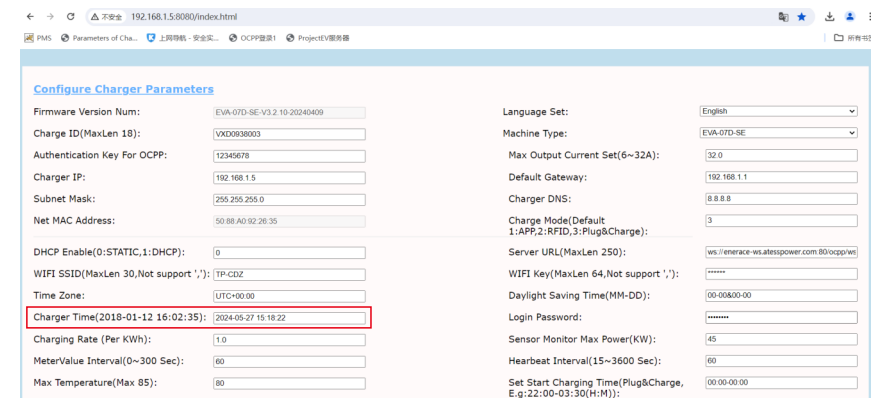 不安全 192.168.1.5:8080/index.html
PMS Parameters of Cha... 上网导航 - 安全实... OCPP登录1 ProjectEV服务器 所有书签
Configure Charger Parameters
Firmware Version Num: EVA-07D-SE-V3.2.10-20240409 Language Set: English
Charge ID(MaxLen 18): VXD0938003 Machine Type: EVA-07D-SE
Authentication Key For OCPP: 12345678 Max Output Current Set(6~32A): 32.0
Charger IP: 192.168.1.5 Default Gateway: 192.168.1.1
Subnet Mask: 255.255.255.0 Charger DNS: 8.8.8.8
Net MAC Address: 50:88:A0:92:26:35 Charge Mode(Default 3
1:APP,2:RFID,3:Plug&Charge):
DHCP Enable(0:STATIC,1:DHCP): 0 Server URL(MaxLen 250): ws://enerace-ws.atesspower.com:80/ocpp/ws
WIFI SSID(MaxLen 30,Not support ','): TP-CDZ WIFI Key(MaxLen 64,Not support ','): ······
Time Zone: UTC+00:00 Daylight Saving Time(MM-DD): 00-00&00-00
Charger Time(2018-01-12 16:02:35): 2024-05-27 15:18:22 Login Password: ········
Charging Rate (Per KWh): 1.0 Sensor Monitor Max Power(KW): 45
MeterValue Interval(0~300 Sec): 60 Hearbeat Interval(15~3600 Sec): 60
Max Temperature(Max 85): 80 Set Start Charging Time(Plug&Charge, 00:00-00:00
E.g:22:00-03:30(H:M)):